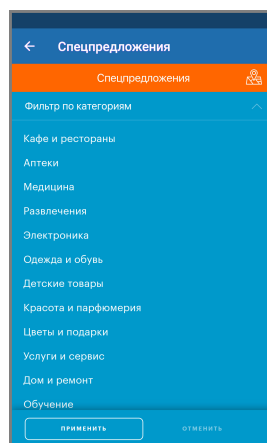 Спецпредложения
Спецпредложения
Фильтр по категориям
Кафе и рестораны
Аптеки
Медицина
Развлечения
Электроника
Одежда и обувь
Детские товары
Красота и парфюмерия
Цветы и подарки
Услуги и сервис
Дом и ремонт
Обучение
ПРИМЕНИТЬ ОТМЕНИТЬ